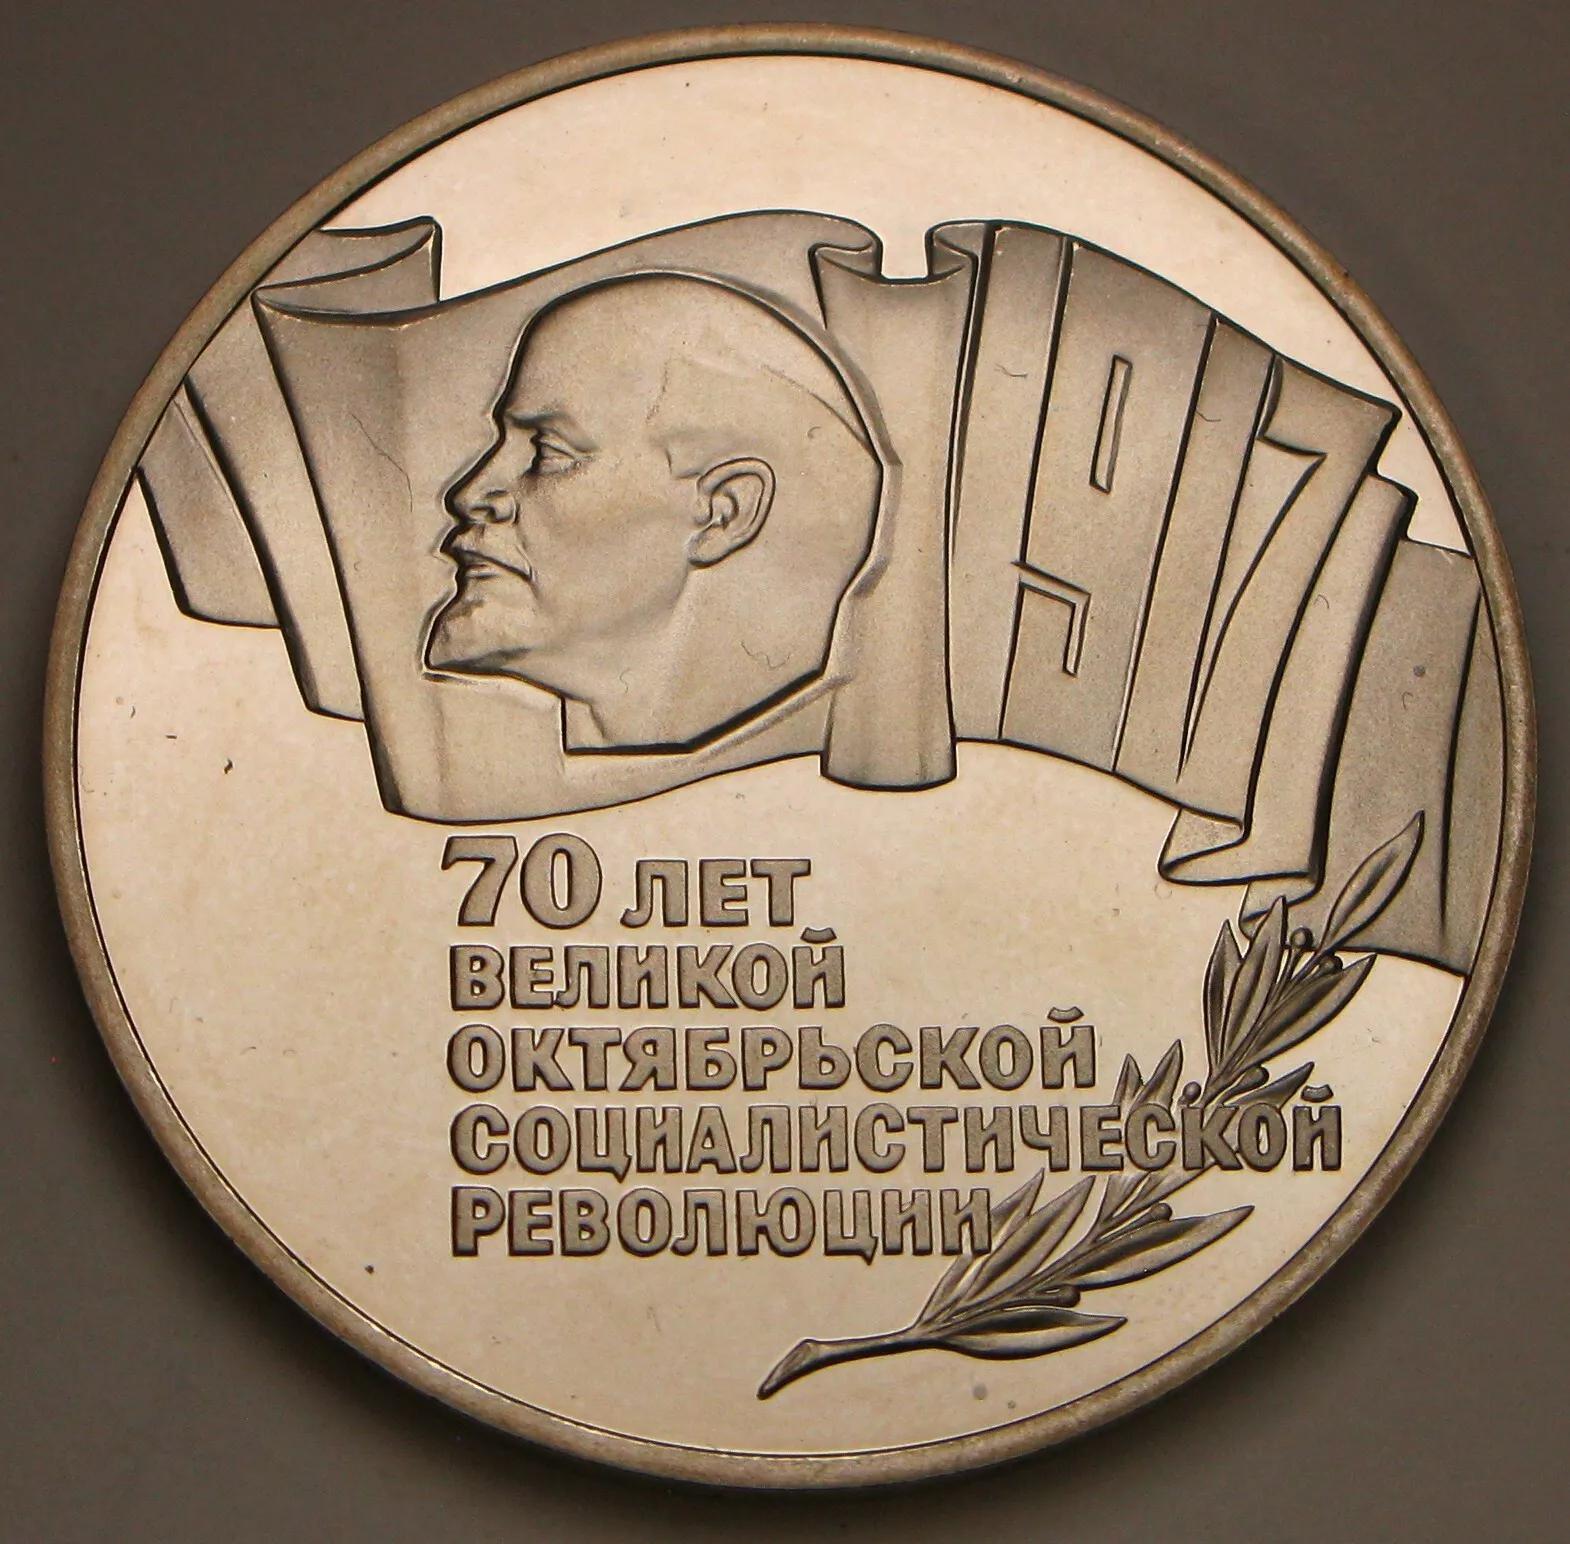 1917
70 ЛЕТ
ВЕЛИКОЙ
ОКТЯБРЬСКОЙ
СОЦИАЛИСТИЧЕСКОЙ
РЕВОЛЮЦИИ